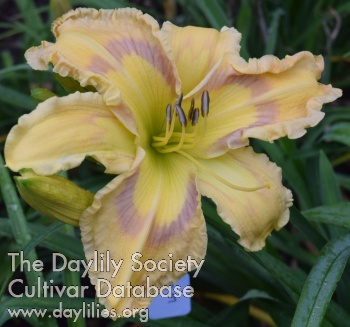 The Daylily Society
Cultivar Database
www.daylilies.org